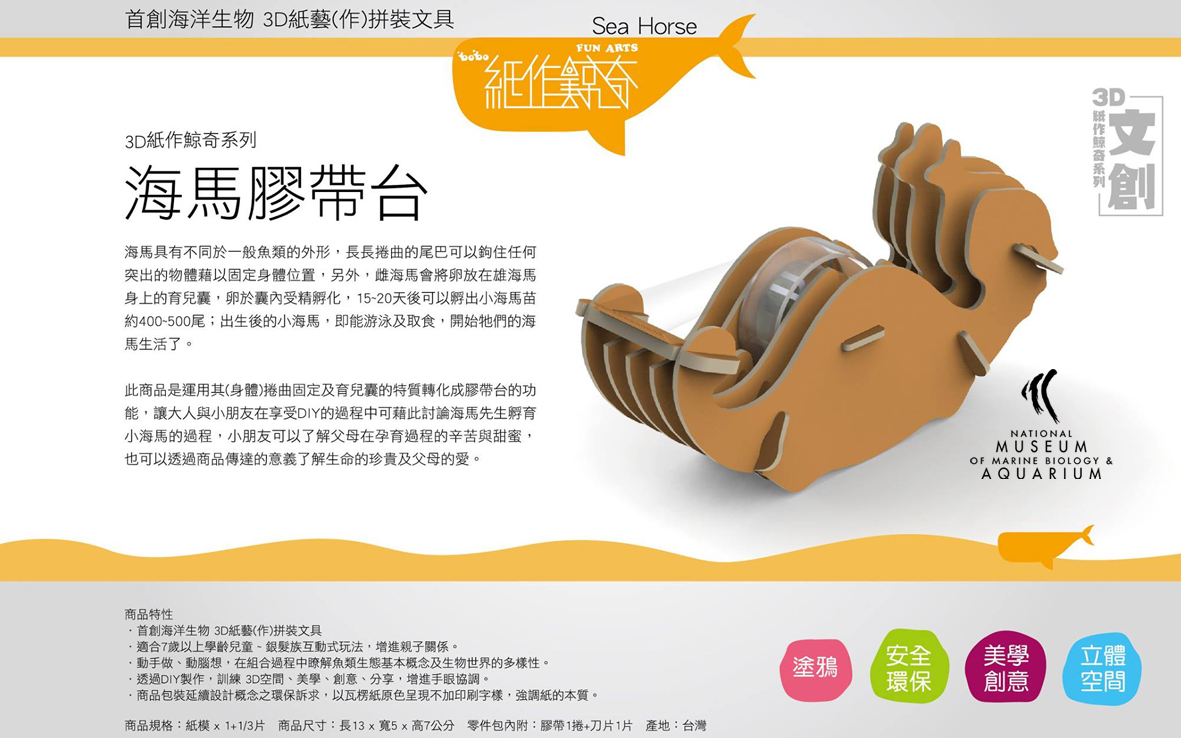 首創海洋生物 3D紙藝(作)拼裝文具
Sea Horse
bobo
FUN ARTS
紙作鯨奇
3D
紙作鯨奇系列
文創
3D紙作鯨奇系列
海馬膠帶台
海馬具有不同於一般魚類的外形，長長捲曲的尾巴可以鉤住任何
突出的物體藉以固定身體位置，另外，雌海馬會將卵放在雄海馬
身上的育兒囊，卵於囊內受精孵化，15~20天後可以孵出小海馬苗
約400~500尾；出生後的小海馬，即能游泳及取食，開始牠們的海
馬生活了。
此商品是運用其(身體)捲曲固定及育兒囊的特質轉化成膠帶台的功
能，讓大人與小朋友在享受DIY的過程中可藉此討論海馬先生孵育
小海馬的過程，小朋友可以了解父母在孕育過程的辛苦與甜蜜，
也可以透過商品傳達的意義了解生命的珍貴及父母的愛。
NATIONAL
MUSEUM
OF MARINE BIOLOGY &
AQUARIUM
商品特性
·首創海洋生物 3D紙藝(作)拼裝文具
·適合7歲以上學齡兒童、銀髮族互動式玩法，增進親子關係。
·動手做、動腦想，在組合過程中瞭解魚類生態基本概念及生物世界的多樣性。
·透過DIY製作，訓練 3D空間、美學、創意、分享，增進手眼協調。
·商品包裝延續設計概念之環保訴求，以瓦楞紙原色呈現不加印刷字樣，強調紙的本質。
商品規格：紙模 x 1+1/3片 商品尺寸：長13 x 寬5 x 高7公分 零件包內附：膠帶1捲+刀片1片 產地：台灣
塗鴉
安全
環保
美學
創意
立體
空間